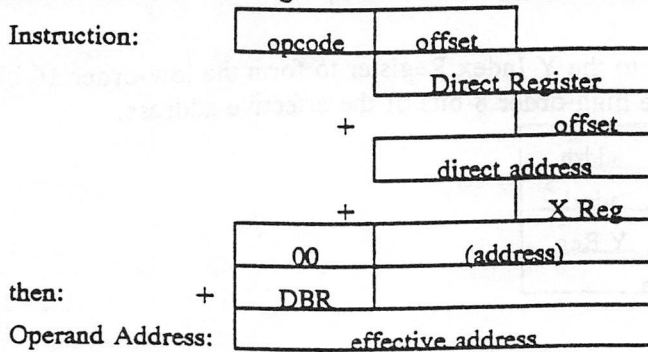 Instruction: opcode offset
Direct Register
+ offset
direct address
+ X Reg
00 (address)
then: + DBR
Operand Address: effective address